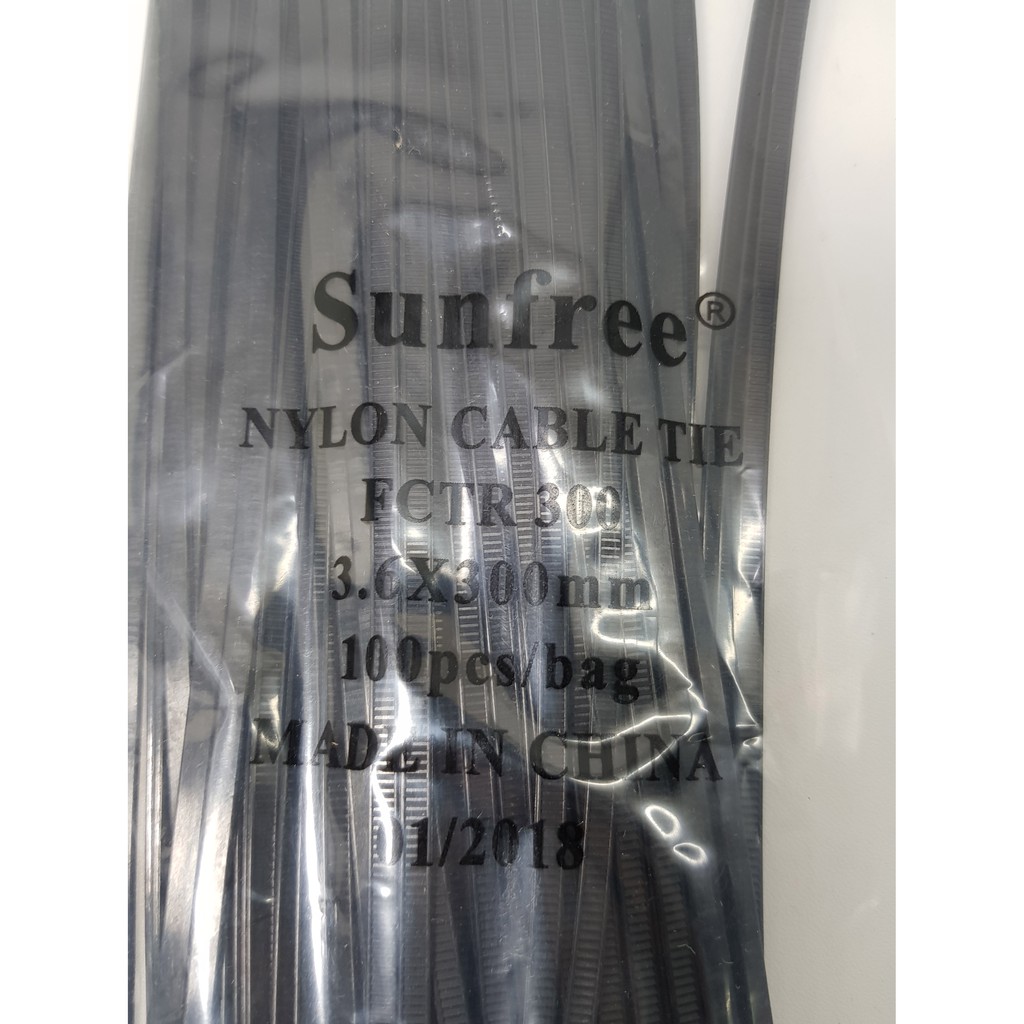 Sunfree®
NYLON CABLE TIE
FCTR 300
3.6X300mm
100pcs/bag
MADE IN CHINA
01/2018